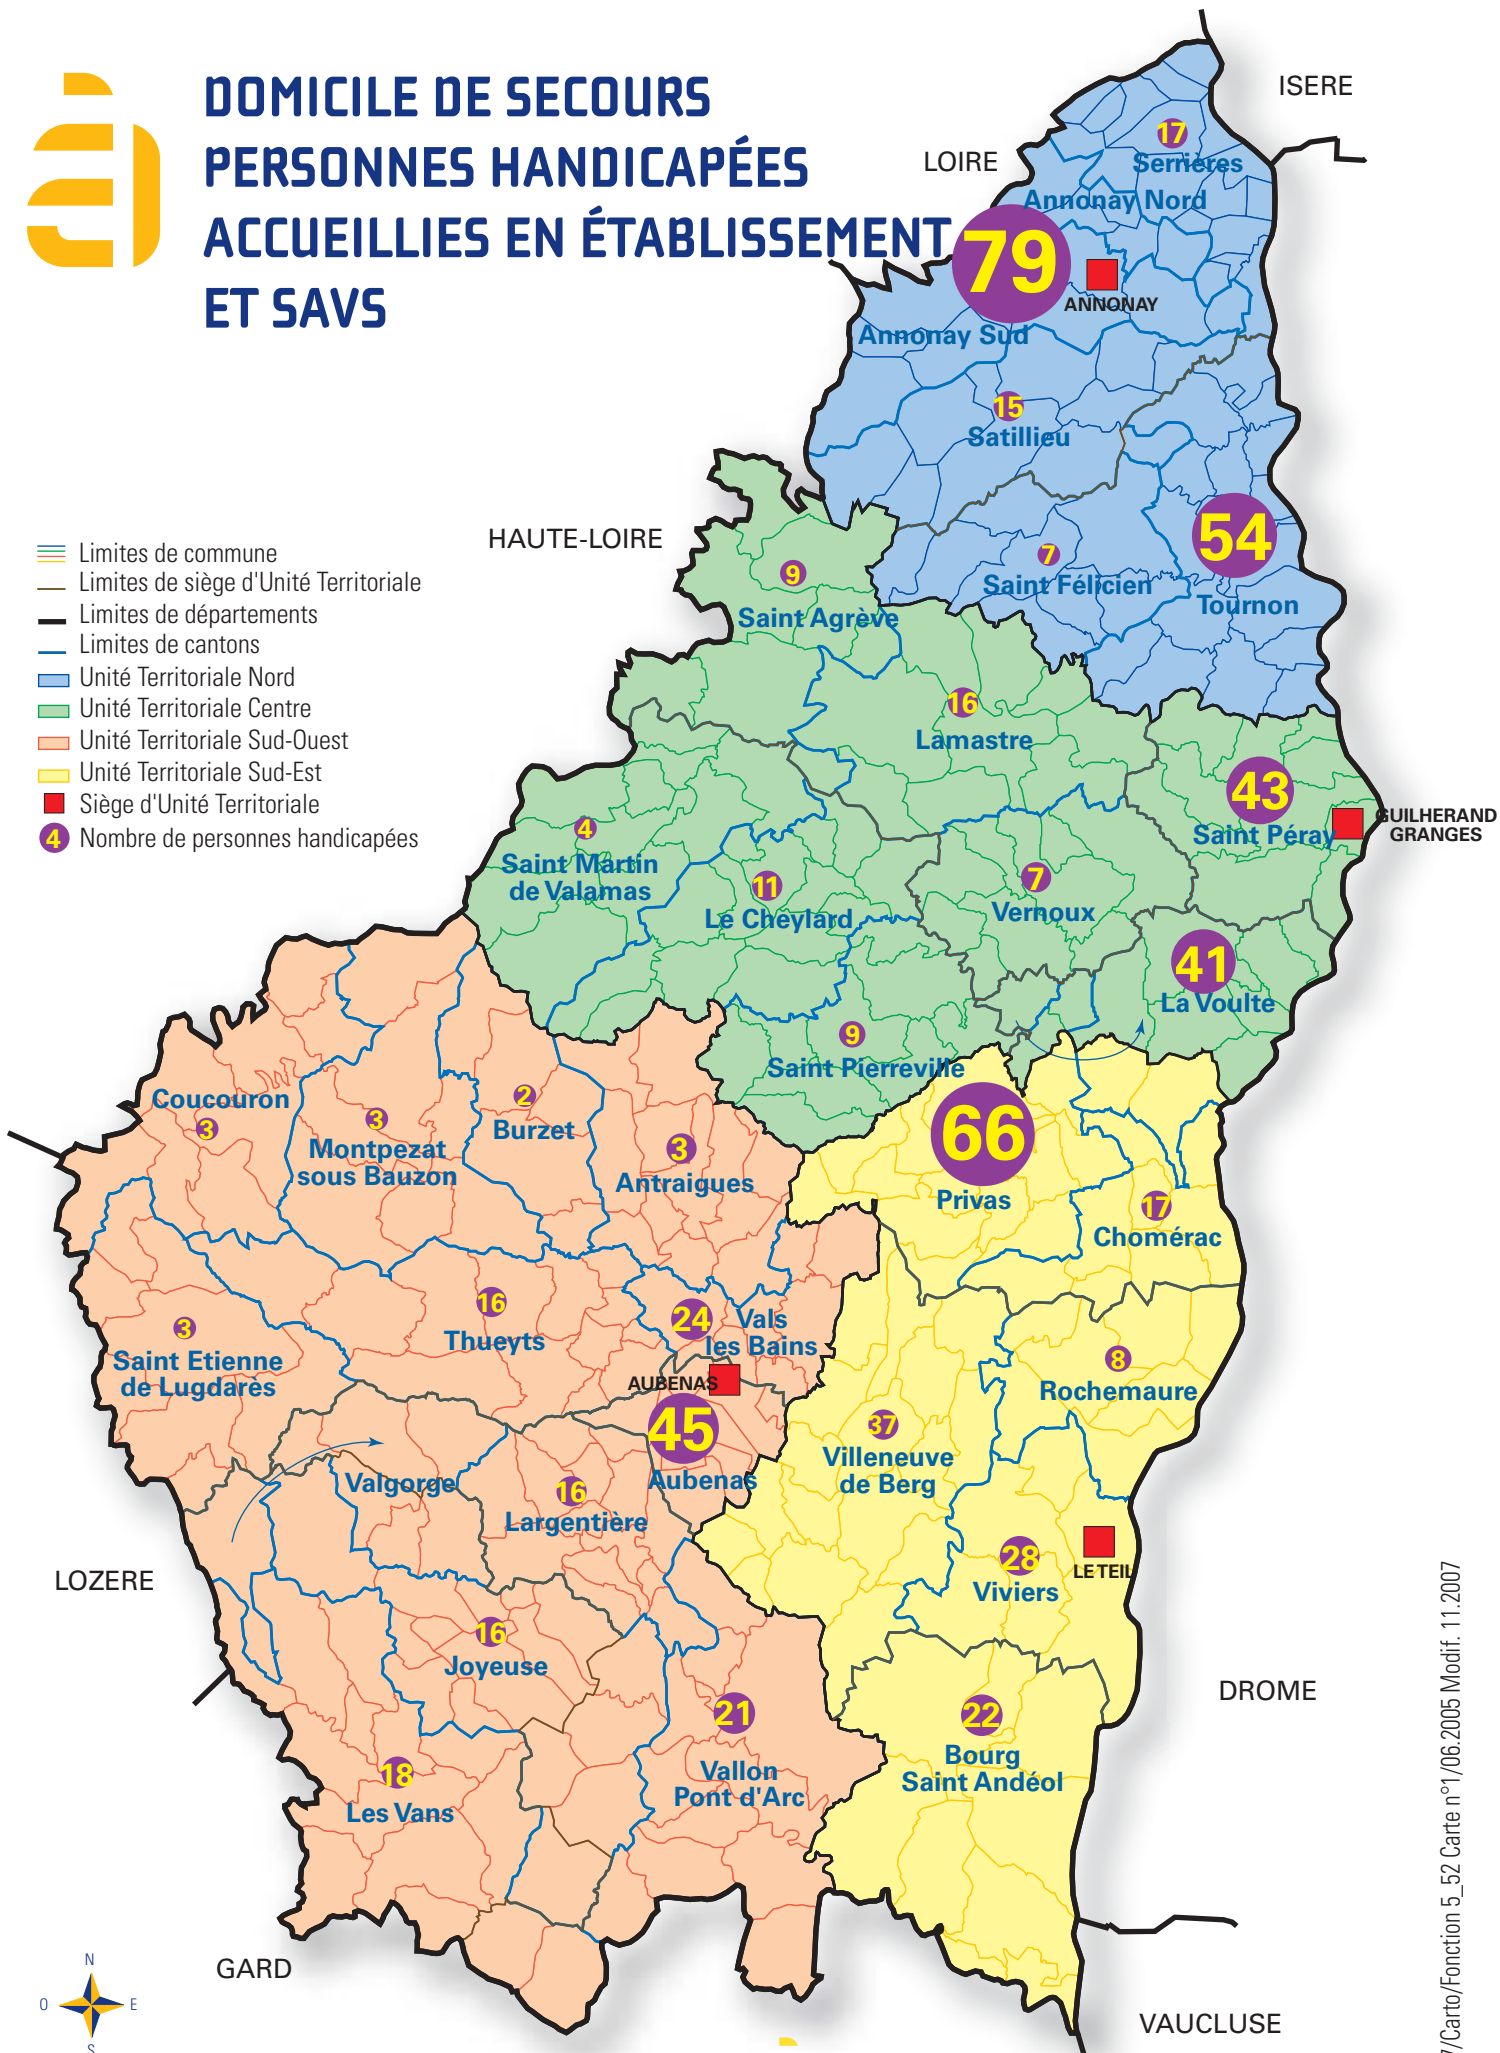 DOMICILE DE SECOURS
PERSONNES HANDICAPÉES
ACCUEILLIES EN ÉTABLISSEMENT
ET SAVS
ISERE
LOIRE
17
Serrières
Annonay Nord
79
ANNONAY
Annonay Sud
15
Satillieu
HAUTE-LOIRE
54
Tournon
7
Saint Félicien
9
Saint Agrève
Limites de commune
Limites de siège d'Unité Territoriale
Limites de départements
Limites de cantons
Unité Territoriale Nord
Unité Territoriale Centre
Unité Territoriale Sud-Ouest
Unité Territoriale Sud-Est
Siège d'Unité Territoriale
4 Nombre de personnes handicapées
16
Lamastre
43
Saint Péray
GUILHERAND
GRANGES
4
Saint Martin
de Valamas
11
Le Cheylard
7
Vernoux
41
La Voulte
9
Saint Pierreville
Coucouron
3
3
Montpezat
sous Bauzon
2
Burzet
3
Antraigues
66
Privas
17
Chomérac
3
Saint Etienne
de Lugdarès
16
Thueyts
24
Vals
les Bains
AUBENAS
45
Aubenas
8
Rochemaure
37
Villeneuve
de Berg
Valgorge
16
Largentière
28
Viviers
LE TEIL
LOZERE
16
Joyeuse
21
Vallon
Pont d'Arc
22
Bourg
Saint Andéol
DROME
18
Les Vans
GARD
VAUCLUSE
N
O E
S
7/Carto/Fonction 5_52 Carte n°1/06.2005 Modif. 11.2007